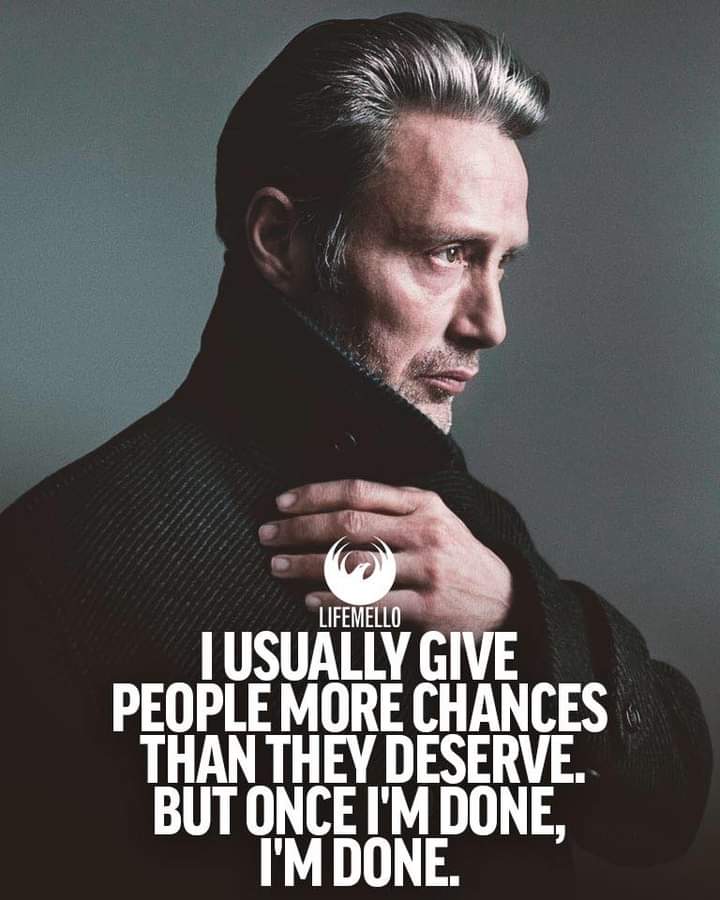 LIFEMELLO
I USUALLY GIVE
PEOPLE MORE CHANCES
THAN THEY DESERVE.
BUT ONCE I'M DONE,
I'M DONE.